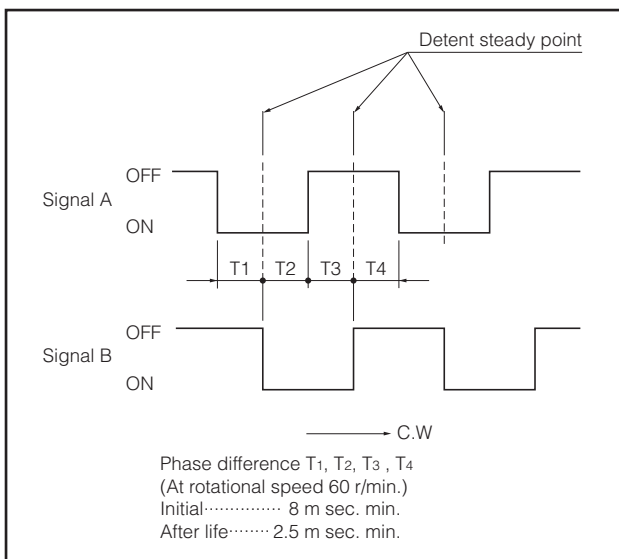 Detent steady point
OFF
Signal A
ON
T1 T2 T3 T4
OFF
Signal B
ON
C.W
Phase difference T1, T2, T3 , T4
(At rotational speed 60 r/min.)
Initial··············· 8 m sec. min.
After life········ 2.5 m sec. min.